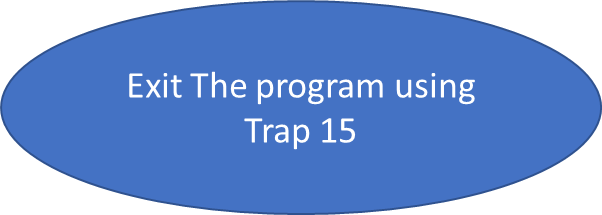 Exit The program using
Trap 15